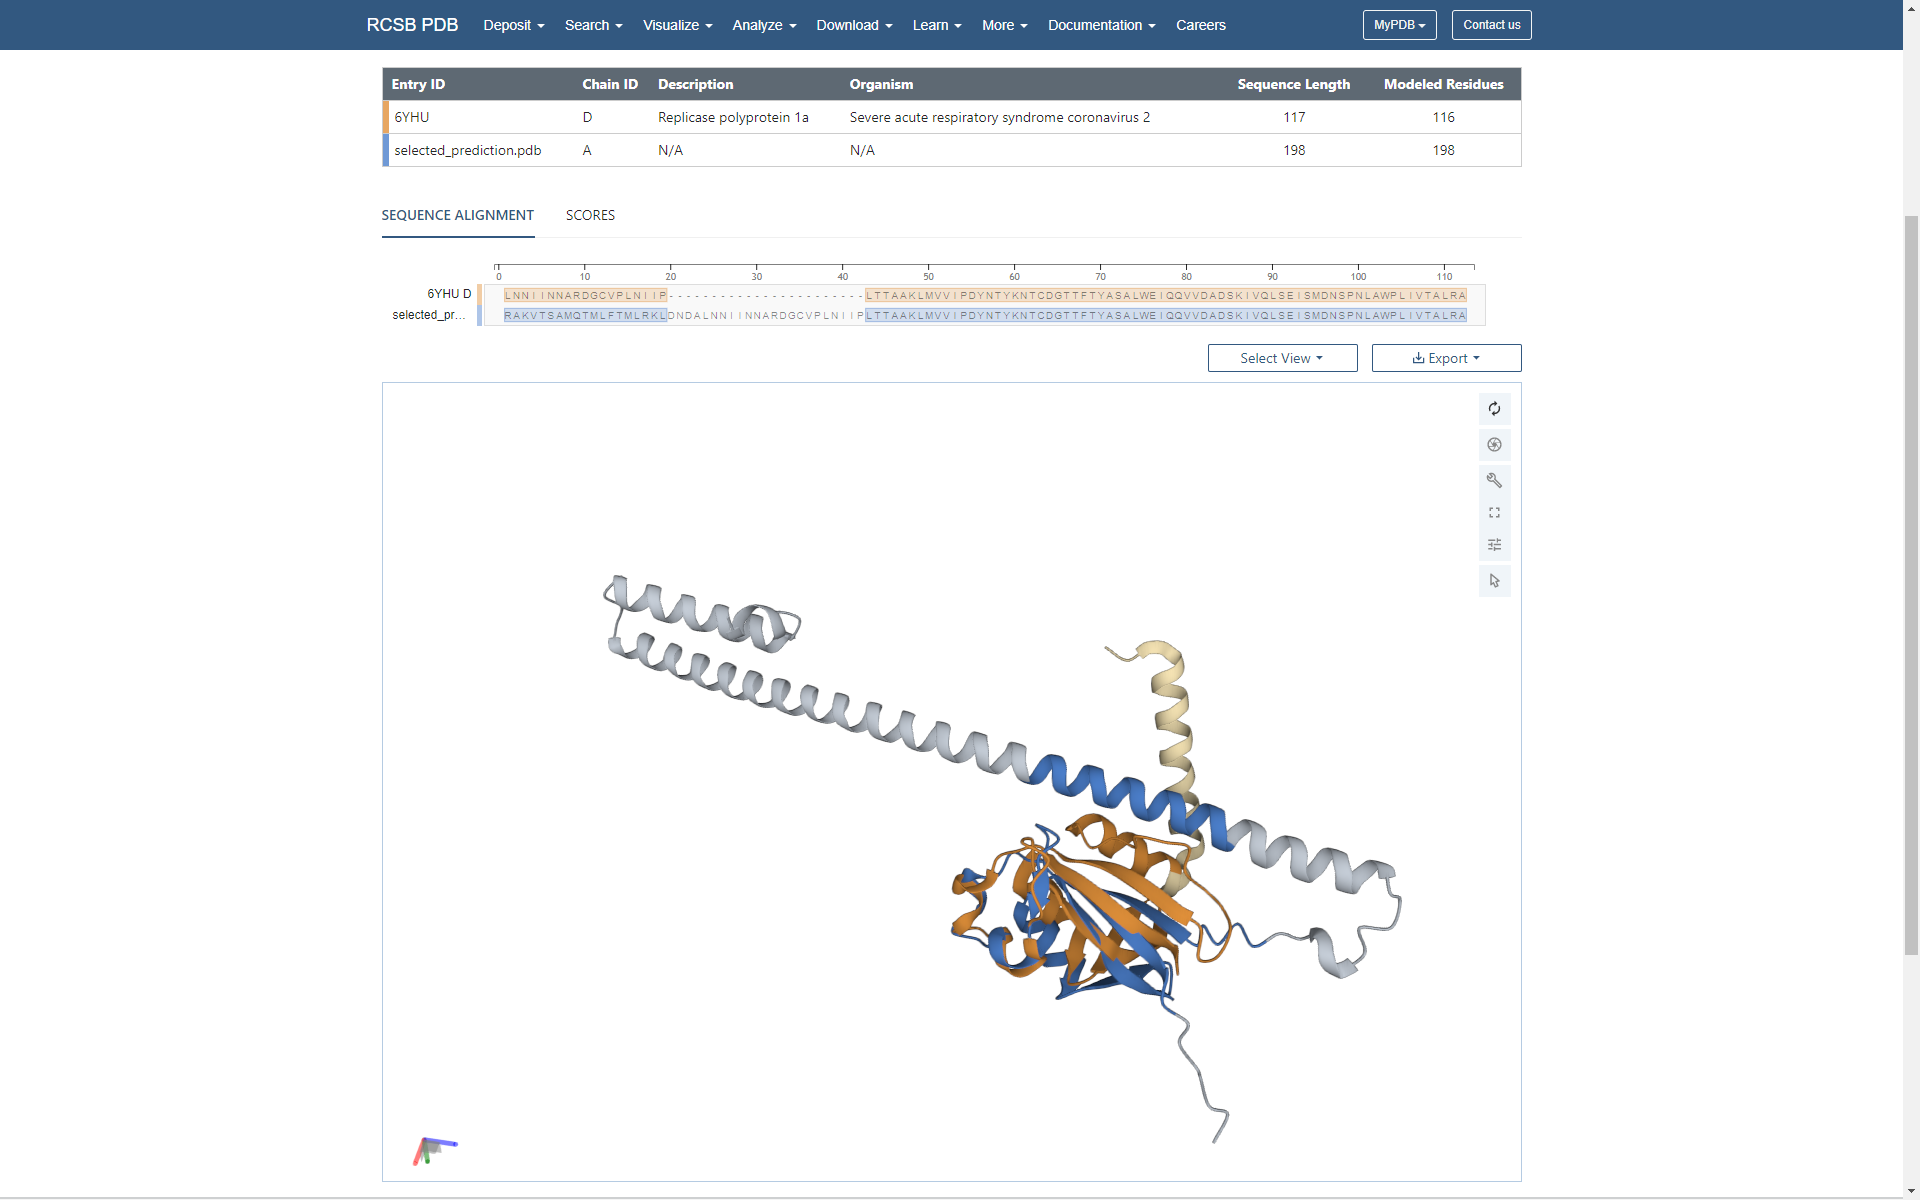 RCSB PDB Deposit Search Visualize Analyze Download Learn More Documentation Careers MyPDB Contact us
Entry ID Chain ID Description Organism Sequence Length Modeled Residues
6YHU D Replicase polyprotein 1a Severe acute respiratory syndrome coronavirus 2 117 116
selected_prediction.pdb A N/A N/A 198 198
SEQUENCE ALIGNMENT SCORES
0 10 20 30 40 50 60 70 80 90 100 110
6YHU D LNNIINNARDGCVPLNIIP-----------------------LTTAAKLMVVIPDYNTYKNTCDGTTFTYASALWEIQQVVDADSKIVQLSEISMDNSPNLAWPLIVTALRA
selected_pr... RAKVTSAMQTMLFTMLRKLDNDALNNIINNARDGCVPLNIIPLTTAAKLMVVIPDYNTYKNTCDGTTFTYASALWEIQQVVDADSKIVQLSEISMDNSPNLAWPLIVTALRA
Select View Export